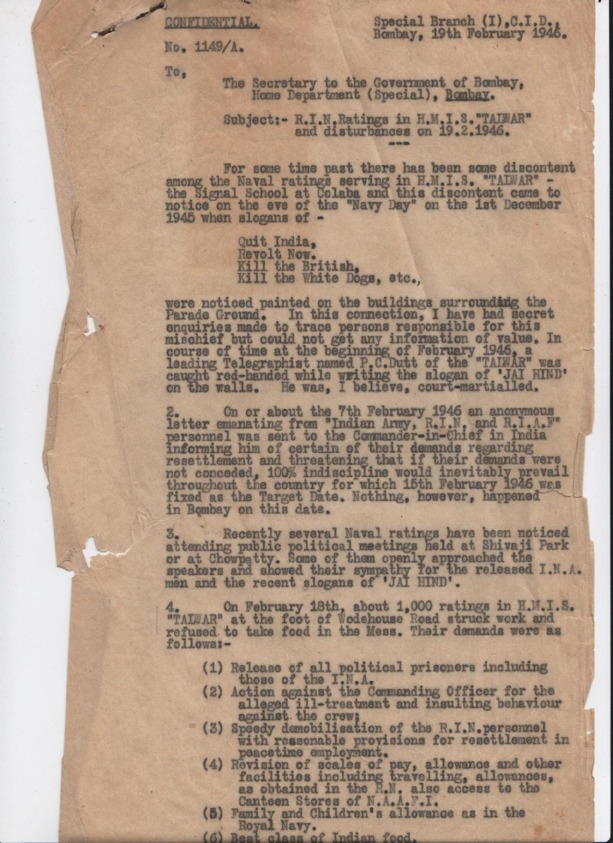 CONFIDENTIAL.
Special Branch (I),C.I.D.,
Bombay, 19th February 1946.
No. 1149/A.
To,
The Secretary to the Government of Bombay,
Home Department (Special), Bombay.
Subject:- R.I.N.Ratings in H.M.I.S."TALWAR"
and disturbances on 19.2.1946.
---
For some time past there has been some discontent
among the Naval ratings serving in H.M.I.S. "TALWAR" -
the Signal School at Colaba and this discontent came to
notice on the eve of the "Navy Day" on the 1st December
1945 when slogans of -
Quit India,
Revolt Now.
Kill the British,
Kill the White Dogs, etc.,
were noticed painted on the buildings surrounding the
Parade Ground. In this connection, I have had secret
enquiries made to trace persons responsible for this
mischief but could not get any information of value. In
course of time at the beginning of February 1946, a
leading Telegraphist named P.C.Dutt of the "TALWAR" was
caught red-handed while writing the slogan of 'JAI HIND'
on the walls. He was, I believe, court-martialled.
2. On or about the 7th February 1946 an anonymous
letter emanating from "Indian Army, R.I.N. and R.I.A.F"
personnel was sent to the Commander-in-Chief in India
informing him of certain of their demands regarding
resettlement and threatening that if their demands were
not conceded, 100% indiscipline would inevitably prevail
throughout the country for which 15th February 1946 was
fixed as the Target Date. Nothing, however, happened
in Bombay on this date.
3. Recently several Naval ratings have been noticed
attending public political meetings held at Shivaji Park
or at Chowpatty. Some of them openly approached the
speakers and showed their sympathy for the released I.N.A.
men and the recent slogans of 'JAI HIND'.
4. On February 18th, about 1,000 ratings in H.M.I.S.
"TALWAR" at the foot of Wodehouse Road struck work and
refused to take food in the Mess. Their demands were as
follows:-
(1) Release of all political prisoners including
those of the I.N.A.
(2) Action against the Commanding Officer for the
alleged ill-treatment and insulting behaviour
against the crew;
(3) Speedy demobilisation of the R.I.N.personnel
with reasonable provisions for resettlement in
peacetime employment.
(4) Revision of scales of pay, allowance and other
facilities including travelling, allowances,
as obtained in the R.N. also access to the
Canteen Stores of N.A.A.F.I.
(5) Family and Children's allowance as in the
Royal Navy.
(6) Best class of Indian food.